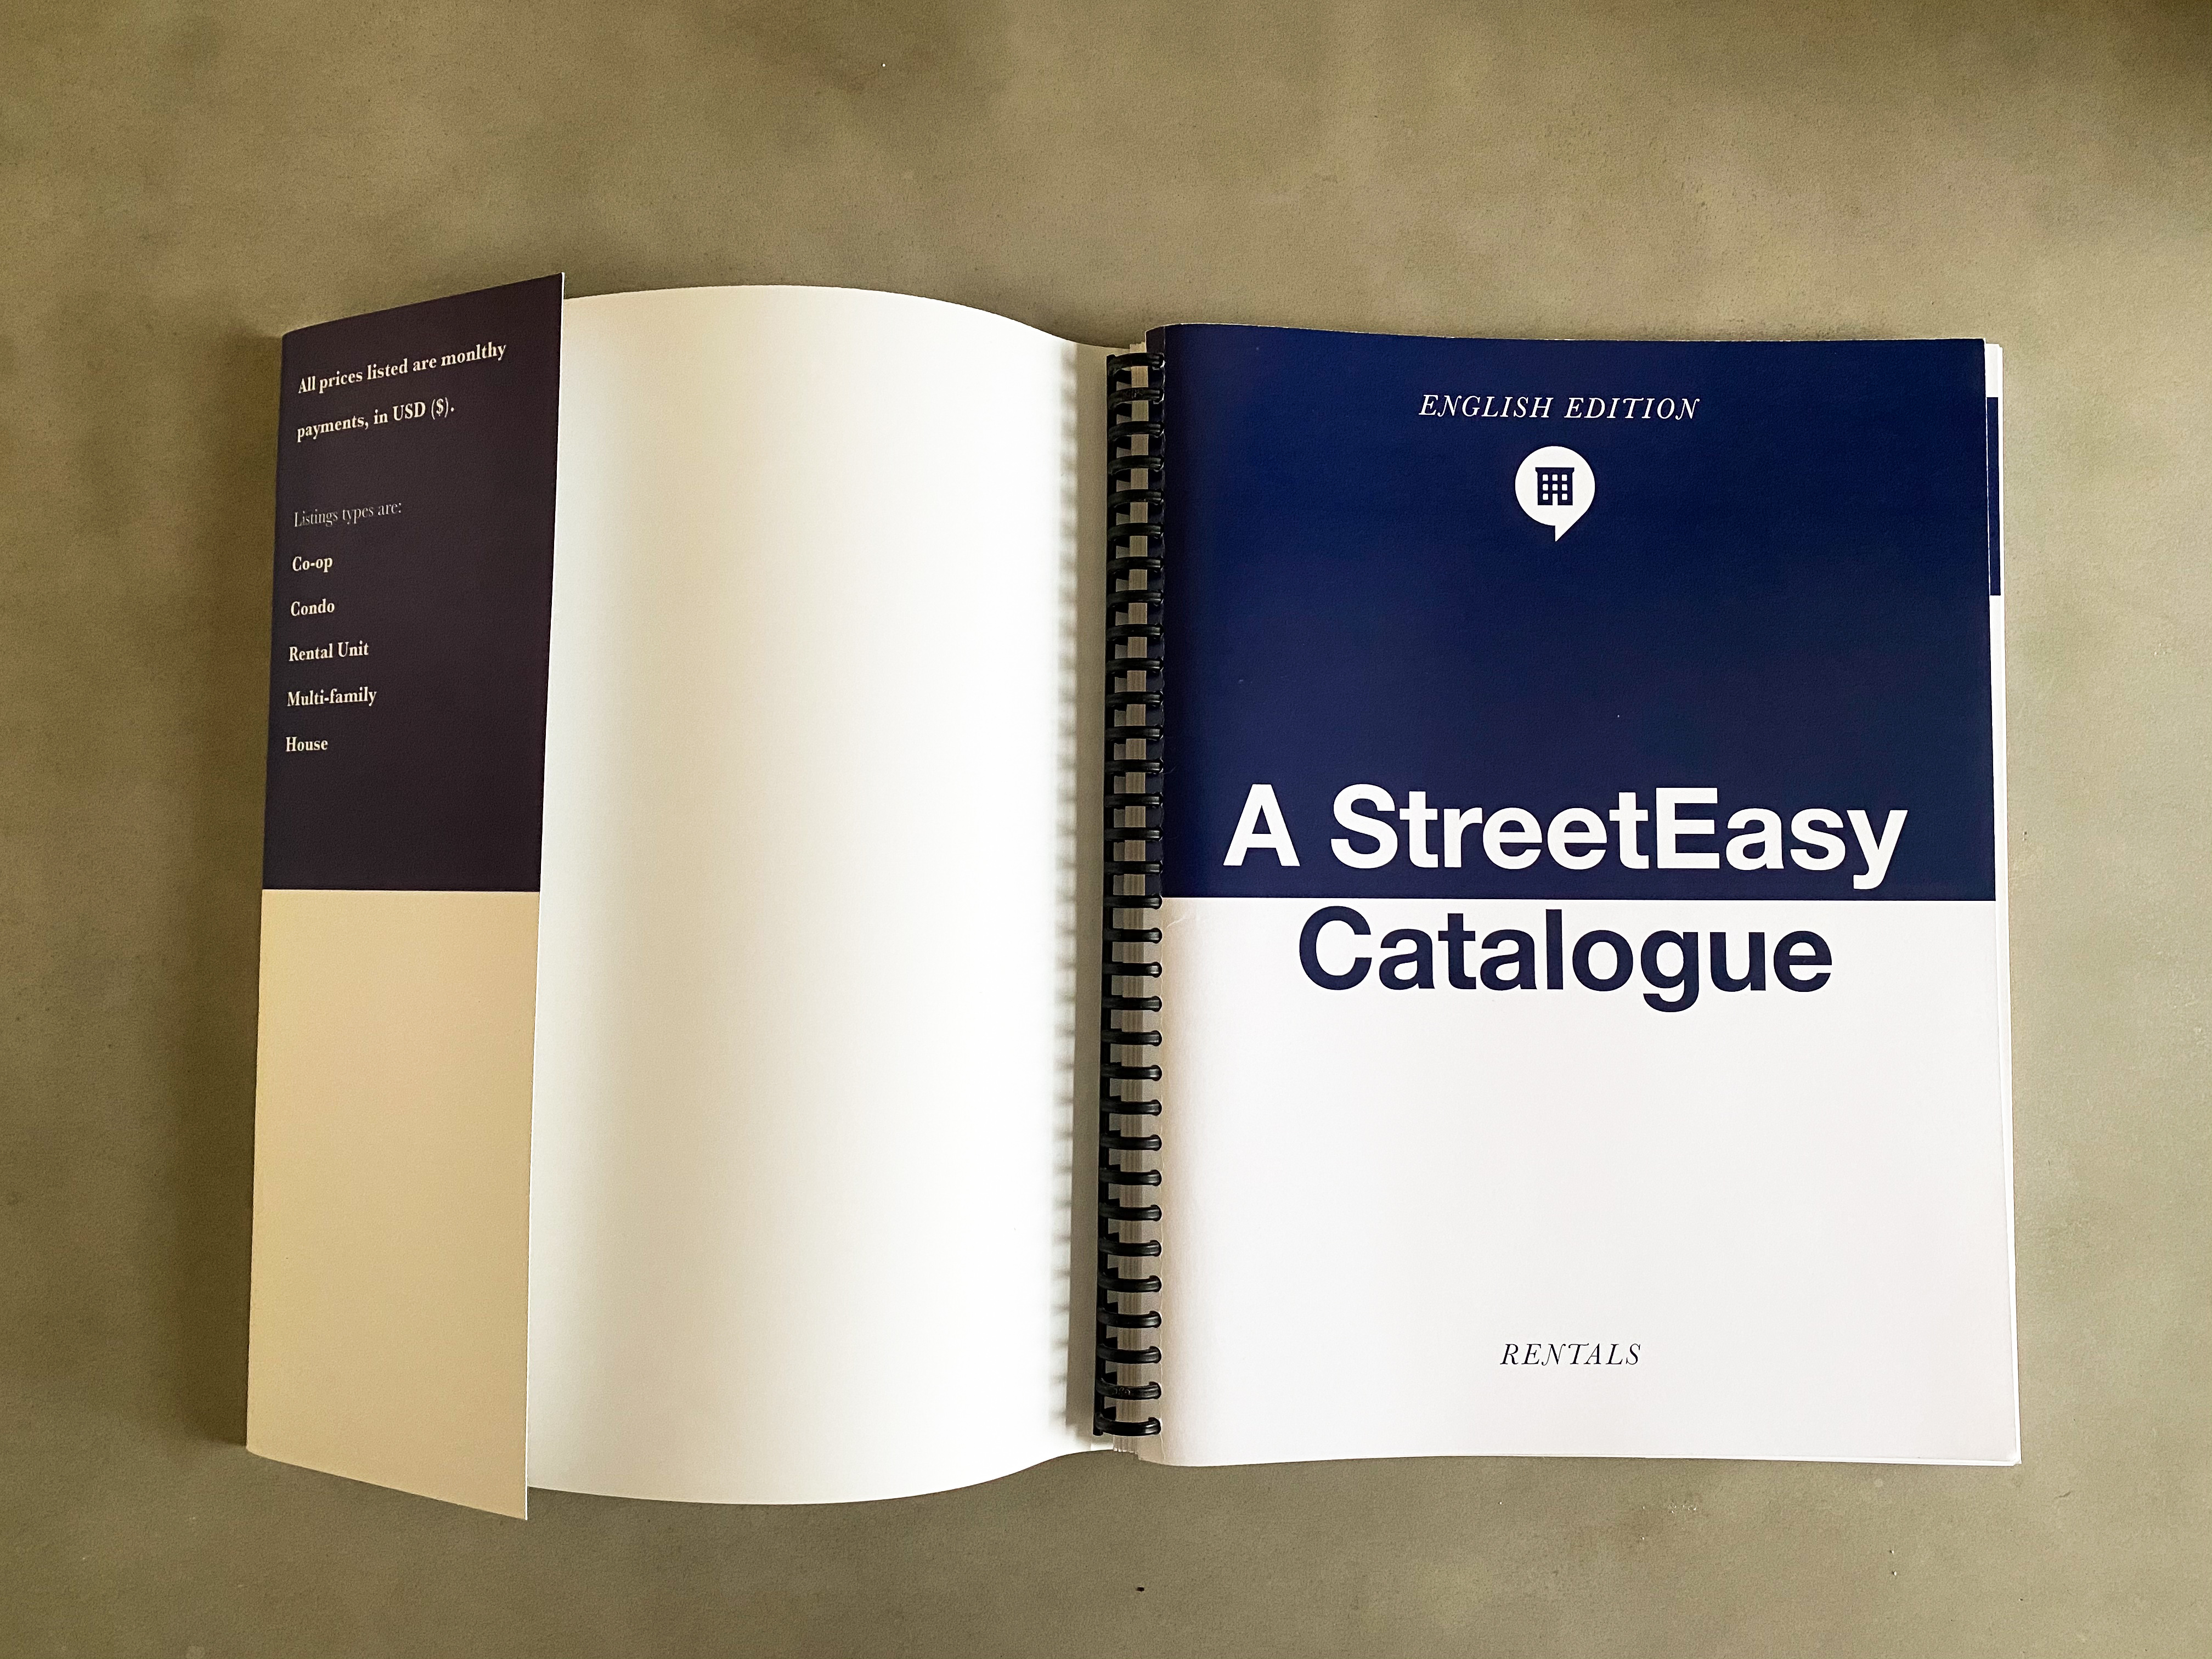 All prices listed are monlthy
payments, in USD ($).
Listings types are:
Co-op
Condo
Rental Unit
Multi-family
House
ENGLISH EDITION
A StreetEasy
Catalogue
RENTALS